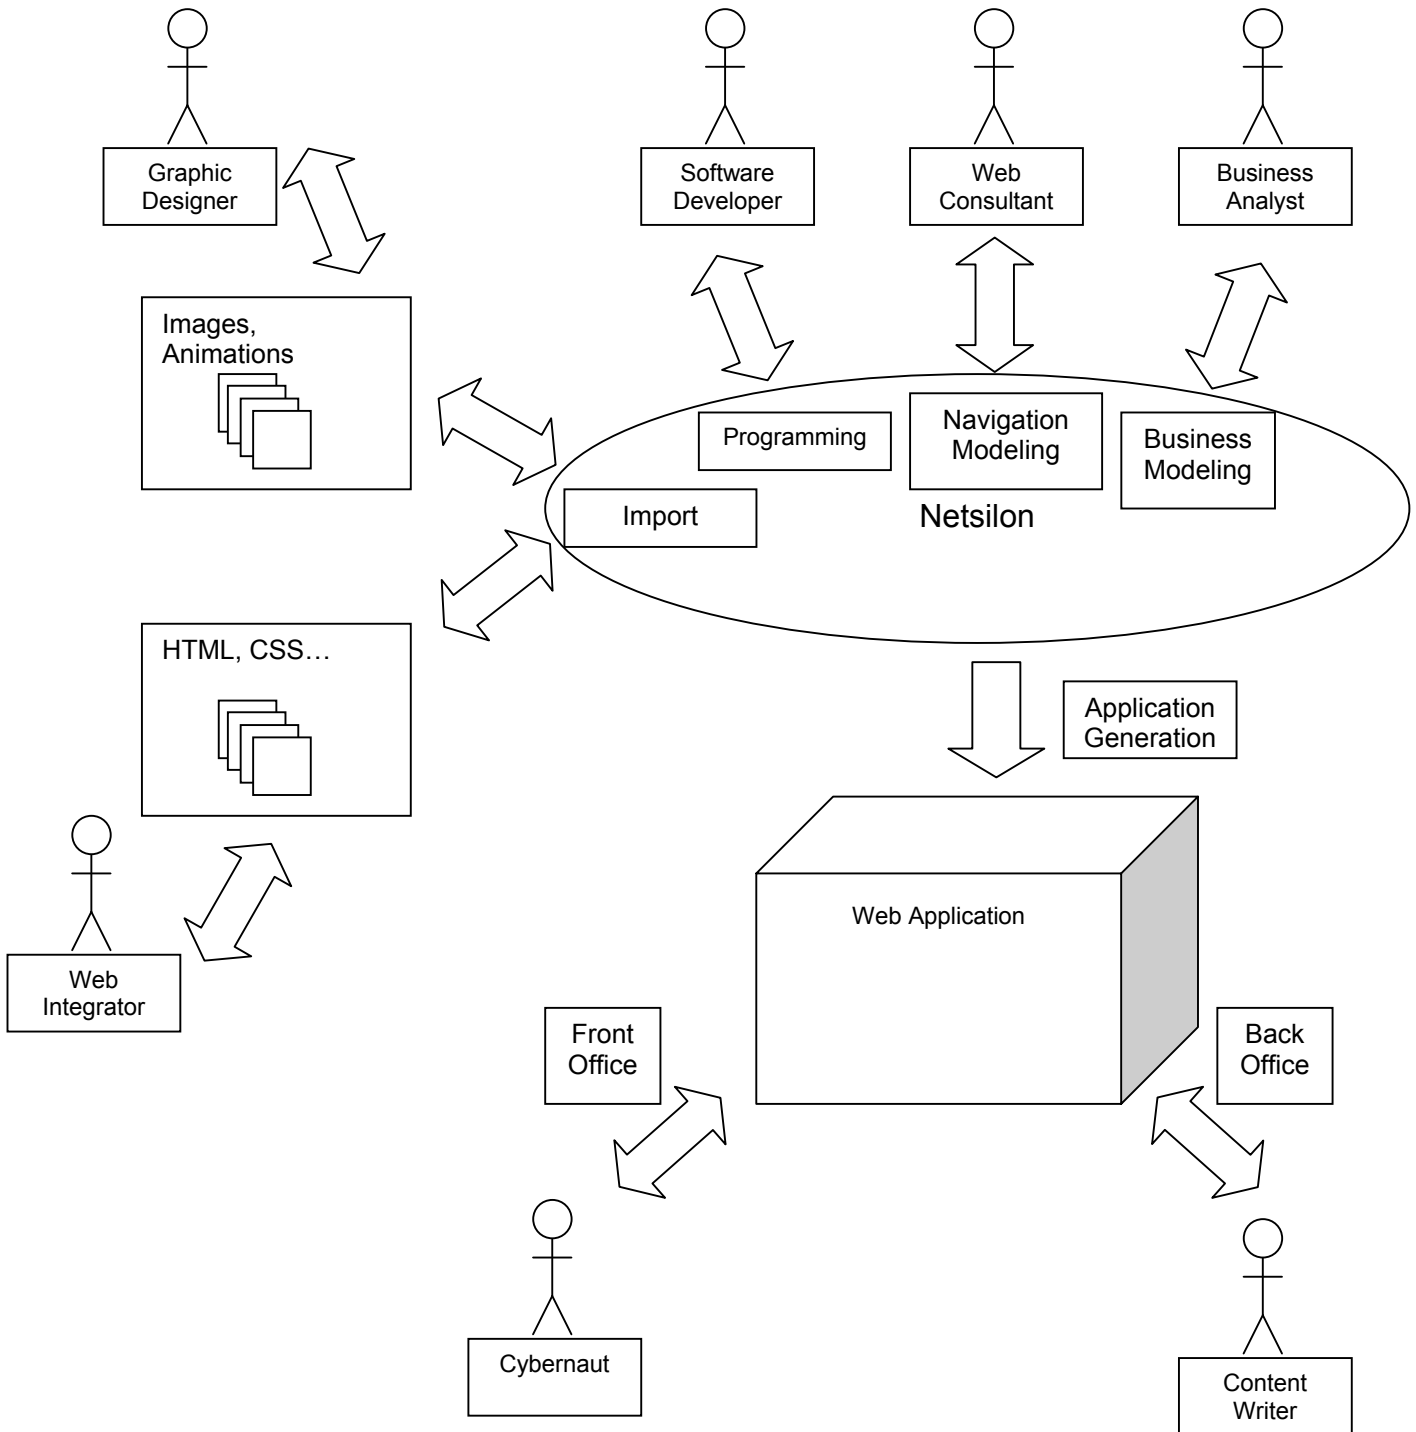 Graphic
Designer
Software
Developer
Web
Consultant
Business
Analyst
Images,
Animations
Programming
Navigation
Modeling
Business
Modeling
Import
Netsilon
HTML, CSS…
Application
Generation
Web Application
Web
Integrator
Front
Office
Back
Office
Cybernaut
Content
Writer